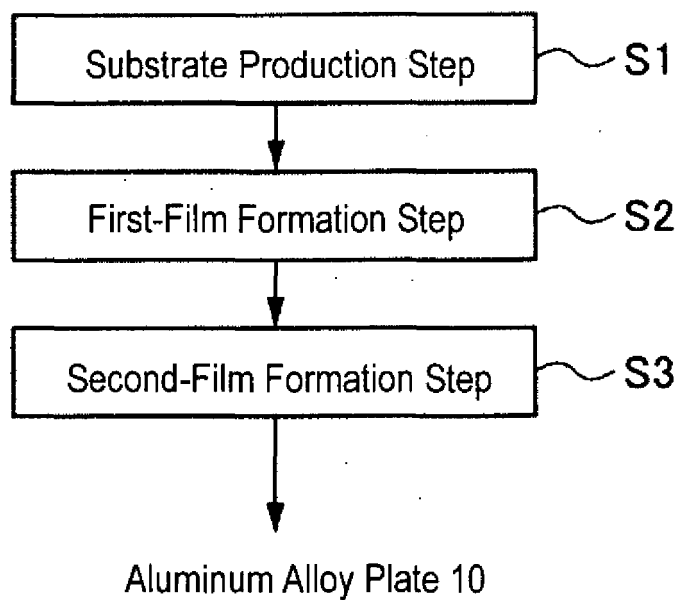 Substrate Production Step S1
First-Film Formation Step S2
Second-Film Formation Step S3
Aluminum Alloy Plate 10